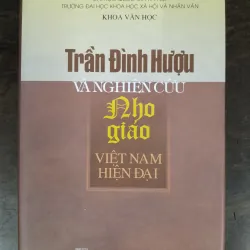 TRƯỜNG ĐẠI HỌC KHOA HỌC XÃ HỘI VÀ NHÂN VĂN
KHOA VĂN HỌC
Trần Đình Hượu
VÀ NGHIÊN CỨU
Nho
giáo
VIỆT NAM
HIỆN ĐẠI